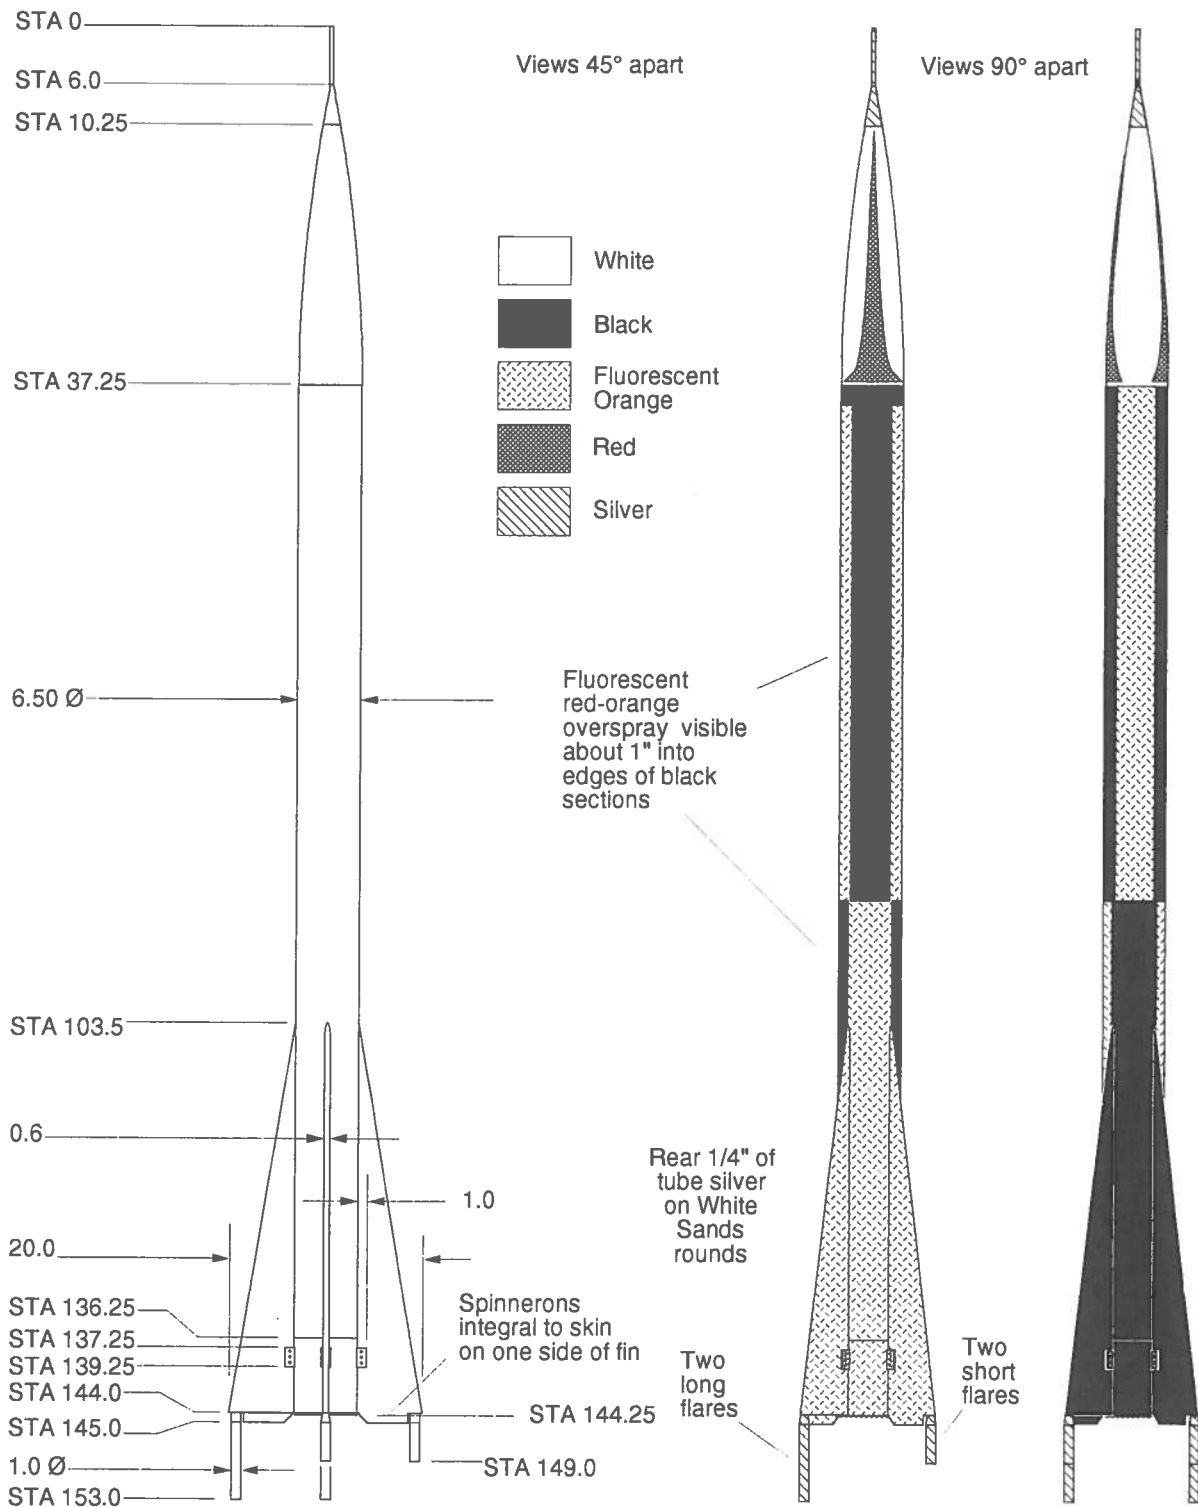 STA 0
Views 45° apart
Views 90° apart
STA 6.0
STA 10.25
White
Black
STA 37.25
Fluorescent
Orange
Red
Silver
6.50 Ø
Fluorescent
red-orange
overspray visible
about 1" into
edges of black
sections
STA 103.5
0.6
1.0
Rear 1/4" of
tube silver
on White
Sands
rounds
20.0
STA 136.25
STA 137.25
STA 139.25
STA 144.0
STA 145.0
1.0 Ø
STA 153.0
Spinnerons
integral to skin
on one side of fin
STA 144.25
STA 149.0
Two
long
flares
Two
short
flares